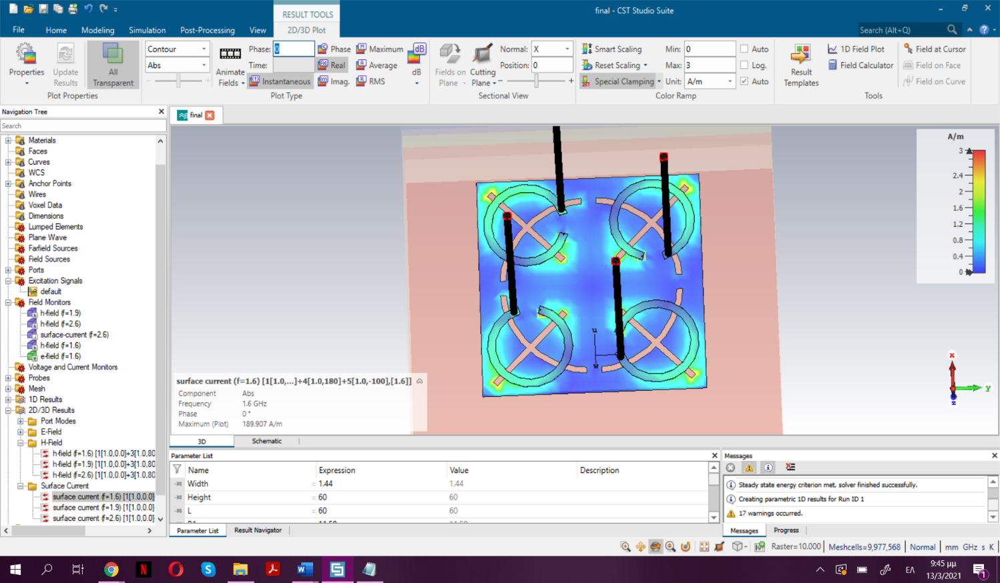 RESULT TOOLS
final - CST Studio Suite
File Home Modeling Simulation Post-Processing View 2D/3D Plot
Search (Alt+Q)
Properties
Update Results
All Transparent
Plot Properties
Contour
Abs
Animate Fields
Phase: 0
Time:
Instantaneous
Phase
Real
Imag.
Maximum
Average
RMS
dB
dB
Plot Type
Fields on Plane
Cutting Plane
Normal: X
Position: 0
Sectional View
Smart Scaling
Reset Scaling
Special Clamping
Min: 0
Max: 3
Unit: A/m
Auto
Log.
Auto
Color Ramp
Result Templates
1D Field Plot
Field Calculator
Field at Cursor
Field on Face
Field on Curve
Tools
Navigation Tree
Search
Materials
Faces
Curves
WCS
Anchor Points
Wires
Voxel Data
Dimensions
Lumped Elements
Plane Wave
Farfield Sources
Field Sources
Ports
Excitation Signals
default
Field Monitors
h-field (f=1.9)
h-field (f=2.6)
surface-current (f=2.6)
h-field (f=1.6)
e-field (f=1.6)
Voltage and Current Monitors
Probes
Mesh
1D Results
2D/3D Results
Port Modes
E-Field
H-Field
h-field (f=1.6) [1[1.0,0.0]+3[1.0,80
h-field (f=1.9) [1[1.0,0.0]+3[1.0,80
h-field (f=2.6) [1[1.0,0.0]+3[1.0,80
Surface Current
surface current (f=1.6) [1[1.0,0.0]
surface current (f=1.9) [1[1.0,0.0]
surface current (f=2.6) [1[1.0,0.0]
final
A/m
3
2.4
2
1.6
1.2
0.8
0.4
0
u
w
x
y
z
surface current (f=1.6) [1[1.0,...]+4[1.0,180]+5[1.0,-100],[1.6]]
Component Abs
Frequency 1.6 GHz
Phase 0 °
Maximum (Plot) 189.907 A/m
3D Schematic
Parameter List
Name Expression Value Description
Width = 1.44 1.44
Height = 60 60
L = 60 60
Parameter List Result Navigator
Messages
Steady state energy criterion met, solver finished successfully.
Creating parametric 1D results for Run ID 1
17 warnings occurred.
Messages Progress
Raster=10.000 Meshcells=9,977,568 Normal mm GHz s K
ΕΛ
9:45 μμ
13/3/2021
1